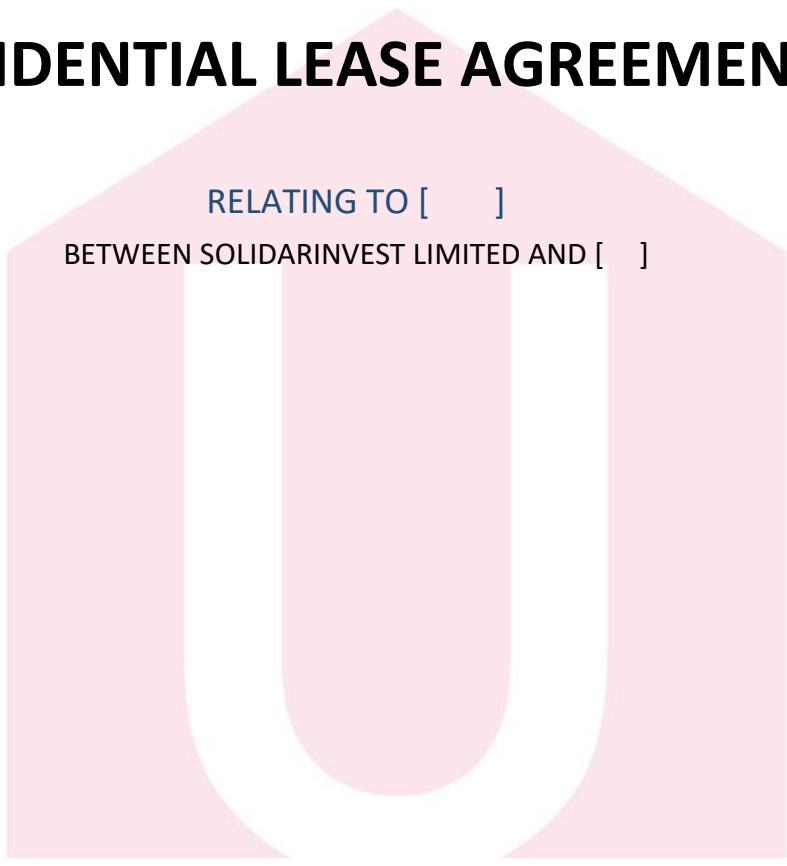 IDENTIAL LEASE AGREEMEN
RELATING TO [ ]
BETWEEN SOLIDARINVEST LIMITED AND [ ]